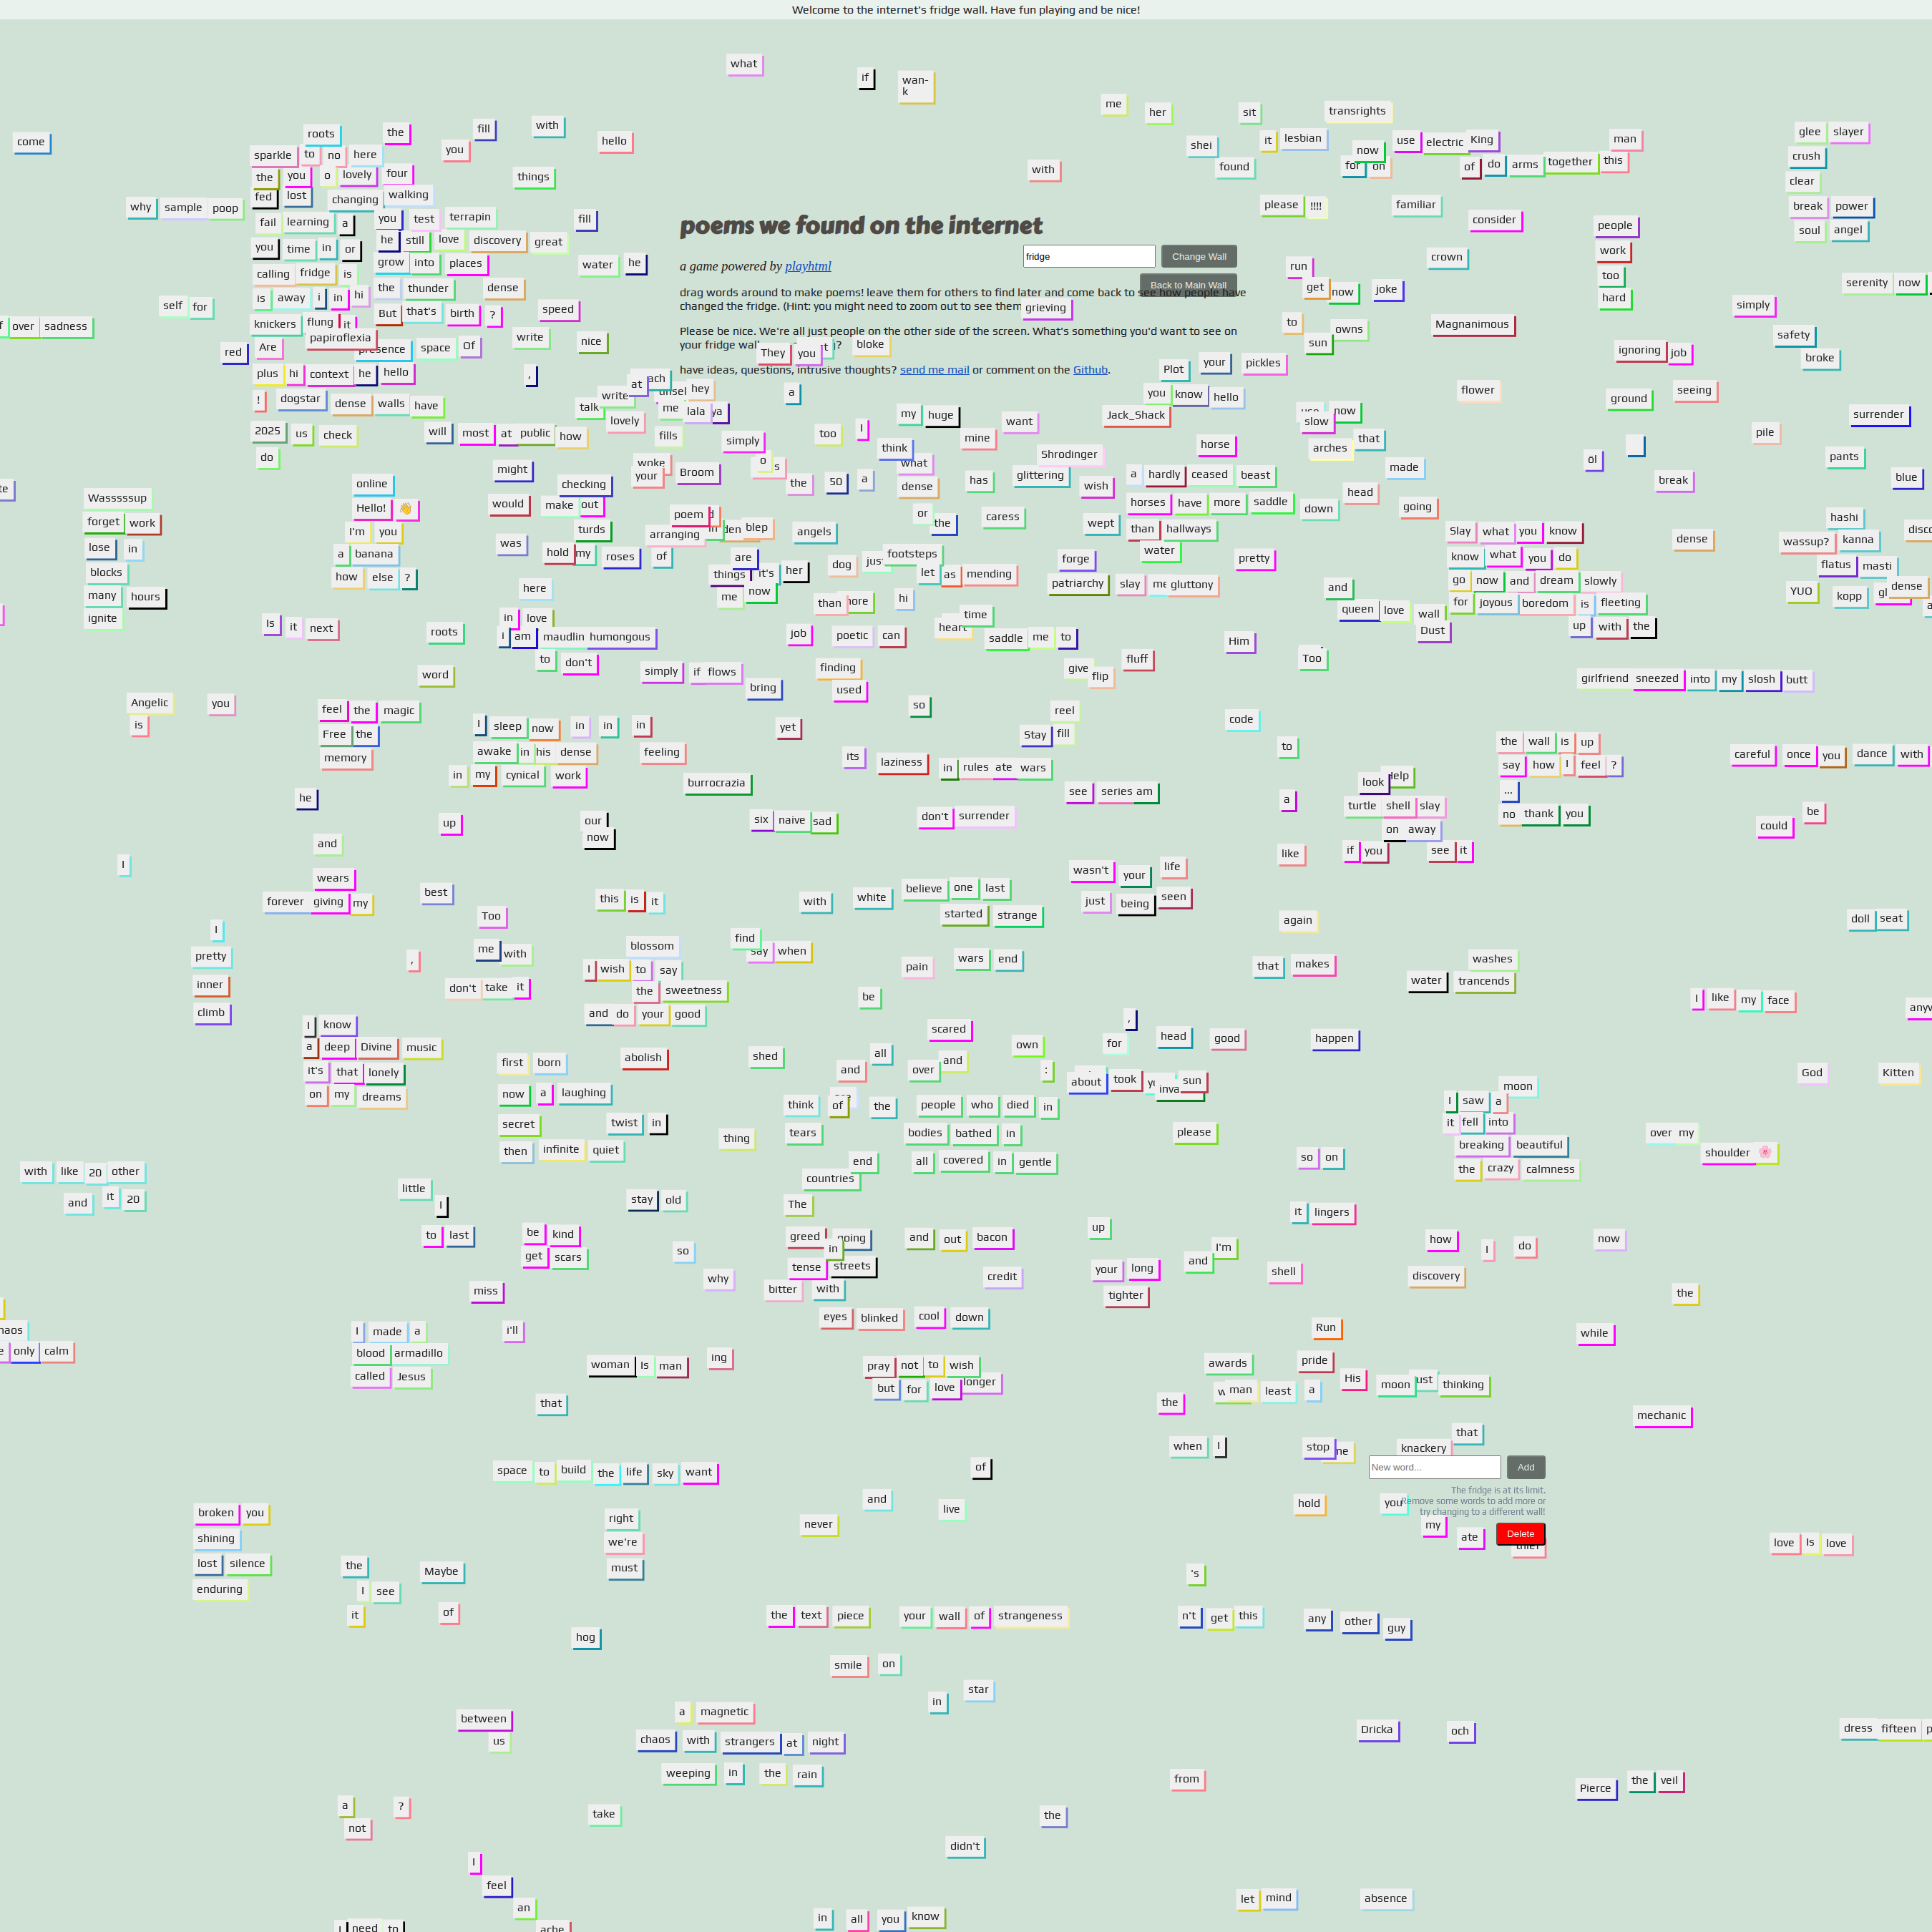 Welcome to the internet's fridge wall. Have fun playing and be nice!
what
if
wan-
k
me
her
sit
transrights
come
roots
the
fill
with
you
hello
shei
it lesbian
now
use electric King
man
glee slayer
sparkle to no here
with
found
for on
of do arms together this
crush
the you o lovely four
things
clear
fed lost changing walking
why sample poop
please !!!!
familiar
break power
fail learning a
you test terrapin
fill
poems we found on the internet
consider
people
soul angel
you time in or
he still love discovery great
fridge
Change Wall
crown
work
calling fridge is
grow into places
water he
a game powered by playhtml
run
too
Back to Main Wall
is away i in hi
the thunder
dense
drag words around to make poems! leave them for others to find later and come back to see how people have
changed the fridge. (Hint: you might need to zoom out to see them
grieving
get now joke
hard
serenity now
self for
But that's birth ?
speed
simply
over sadness
knickers flung it
papiroflexia
write
nice
Please be nice. We're all just people on the other side of the screen. What's something you'd want to see on
your fridge
to
owns
sun
Magnanimous
safety
red
Are
space Of
They you
bloke
ignoring job
broke
plus hi context he hello
,
have ideas, questions, intrusive thoughts? send me mail or comment on the Github.
Plot your pickles
! dogstar dense walls have
at
write
talk
hey
a
you know hello
flower
ground
seeing
lovely
me lala ya
my huge
want
Jack_Shack
now
slow
surrender
2025 us check
will most at public how
fills
simply
too
I
mine
horse
arches that
pile
do
think
what
Shrodinger
made
öl
pants
online
might
checking
woke
your
Broom
o
the 50 a
dense
has
glittering
wish
a hardly ceased beast
head
break
blue
Wasssssup
Hello! 👋
would
make out
poem
or
the
caress
horses have more saddle
down
going
hashi
forget work
I'm you
turds
arranging
blep
angels
wept
than hallways
Slay what you know
dense
wassup? kanna
lose in
a banana
was
hold my roses of
are
footsteps
forge
water
pretty
know what you do
flatus masti
blocks
how else ?
here
things it's her
dog
let as mending
patriarchy slay gluttony
and
go now and dream slowly
YUO kopp
dense
many hours
me now
than
hi
queen love wall
for joyous boredom is fleeting
ignite
in love
time
Dust
up with the
Is it next
roots
i am maudlin humongous
job poetic can
saddle me to
Him
Too
to don't
simply if flows
finding
give
flip
fluff
girlfriend sneezed into my slosh butt
word
bring
used
Angelic
you
is
feel the magic
I sleep now in in in
yet
so
reel
code
Free the
Stay fill
memory
awake in his dense
feeling
its laziness
to
the wall is up
careful once you dance with
in my cynical work
burrocrazia
in rules ate wars
look
say how I feel ?
he
see series am
a
turtle shell slay
...
up
our
now
six naive sad
don't surrender
on away
no thank you
could
be
and
like
if you
see it
I
wears
wasn't your life
forever giving my
best
this is it
with
white
believe one last
just being seen
doll seat
Too
started strange
again
I
find
pretty
,
me with
blossom
say when
pain
wars end
that makes
washes
inner
don't take it
I wish to say
water trancends
climb
the sweetness
be
I like my face
and do your good
I know
scared
,
a deep Divine music
first born
abolish
shed
all
own
for
head
good
happen
it's that lonely
and
over
and
:
about took
sun
God
Kitten
on my dreams
now a laughing
moon
think of the people who died in
I saw a
secret
twist in
thing
tears
bodies bathed in
please
it fell into
over my
then infinite quiet
breaking beautiful
shoulder 🌸
with like 20 other
end
all covered in gentle
so on
the crazy calmness
and it 20
little
I
stay old
countries
The
it lingers
to last
be kind
greed
in
and out bacon
up
how
I
do
now
get scars
so
tense streets
I'm
and
why
bitter with
credit
your long
shell
discovery
miss
tighter
the
I made a
i'll
eyes blinked cool down
Run
while
only calm
blood armadillo
woman Is man
ing
pray not to wish
awards
pride
called Jesus
but for love longer
man least a
His
moon
thinking
that
the
mechanic
when I
stop
that
knackery
space to build the life sky want
of
New word...
Add
The fridge is at its limit.
Remove some words to add more or
try changing to a different wall!
and
live
hold
you
broken you
right
never
my
ate
Delete
shining
we're
love Is love
lost silence
the
Maybe
must
's
enduring
I see
it
of
the text piece
your wall of strangeness
n't get this
any other guy
hog
smile on
star
in
between
us
a magnetic
chaos with strangers at night
Dricka
och
dress fifteen
weeping in the rain
from
Pierce the veil
a
?
not
take
the
didn't
I
feel
an
let mind
absence
in all you know
need to
ache